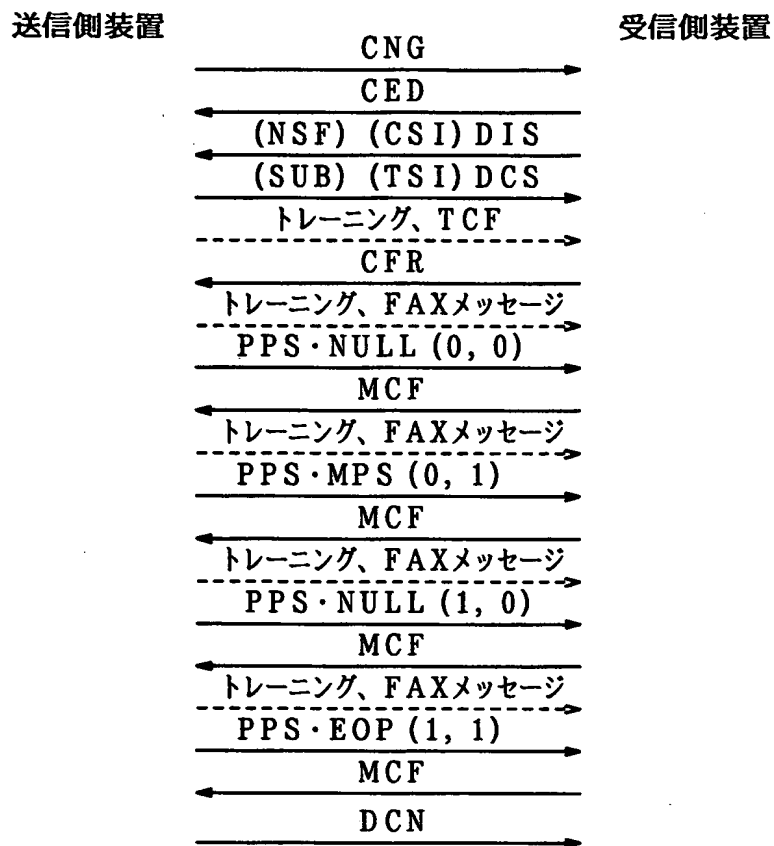 送信側装置
受信側装置
CNG
CED
(NSF) (CSI) DIS
(SUB) (TSI) DCS
トレーニング、TCF
CFR
トレーニング、FAXメッセージ
PPS・NULL (0, 0)
MCF
トレーニング、FAXメッセージ
PPS・MPS (0, 1)
MCF
トレーニング、FAXメッセージ
PPS・NULL (1, 0)
MCF
トレーニング、FAXメッセージ
PPS・EOP (1, 1)
MCF
DCN